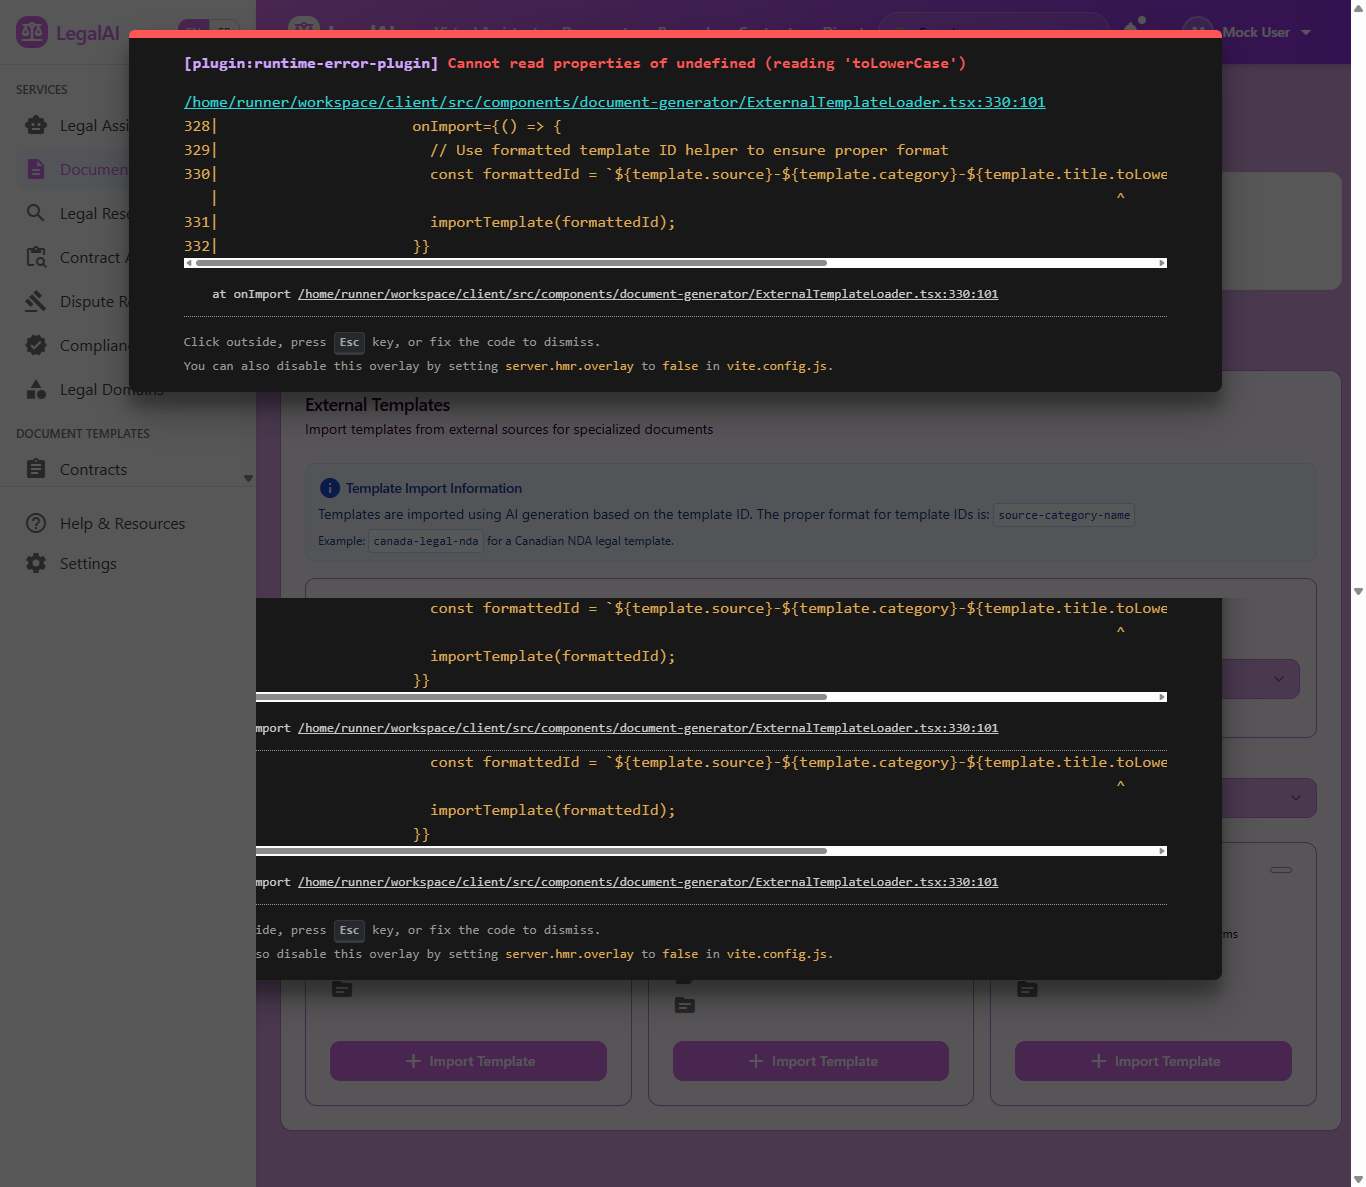 LegalAI
Mock User
SERVICES
[plugin:runtime-error-plugin] Cannot read properties of undefined (reading 'toLowerCase')
/home/runner/workspace/client/src/components/document-generator/ExternalTemplateLoader.tsx:330:101
328| onImport={() => {
329| // Use formatted template ID helper to ensure proper format
330| const formattedId = `${template.source}-${template.category}-${template.title.toLowe
| ^
331| importTemplate(formattedId);
332| }}
at onImport /home/runner/workspace/client/src/components/document-generator/ExternalTemplateLoader.tsx:330:101
Click outside, press Esc key, or fix the code to dismiss.
You can also disable this overlay by setting server.hmr.overlay to false in vite.config.js.
Legal Assi
Documen
Legal Rese
Contract A
Dispute R
Complian
Legal Domains
DOCUMENT TEMPLATES
Contracts
Help & Resources
Settings
External Templates
Import templates from external sources for specialized documents
Template Import Information
Templates are imported using AI generation based on the template ID. The proper format for template IDs is: source-category-name
Example: canada-legal-nda for a Canadian NDA legal template.
const formattedId = `${template.source}-${template.category}-${template.title.toLowe
^
importTemplate(formattedId);
}}
mport /home/runner/workspace/client/src/components/document-generator/ExternalTemplateLoader.tsx:330:101
const formattedId = `${template.source}-${template.category}-${template.title.toLowe
^
importTemplate(formattedId);
}}
mport /home/runner/workspace/client/src/components/document-generator/ExternalTemplateLoader.tsx:330:101
ide, press Esc key, or fix the code to dismiss.
so disable this overlay by setting server.hmr.overlay to false in vite.config.js.
ms
Import Template
Import Template
Import Template